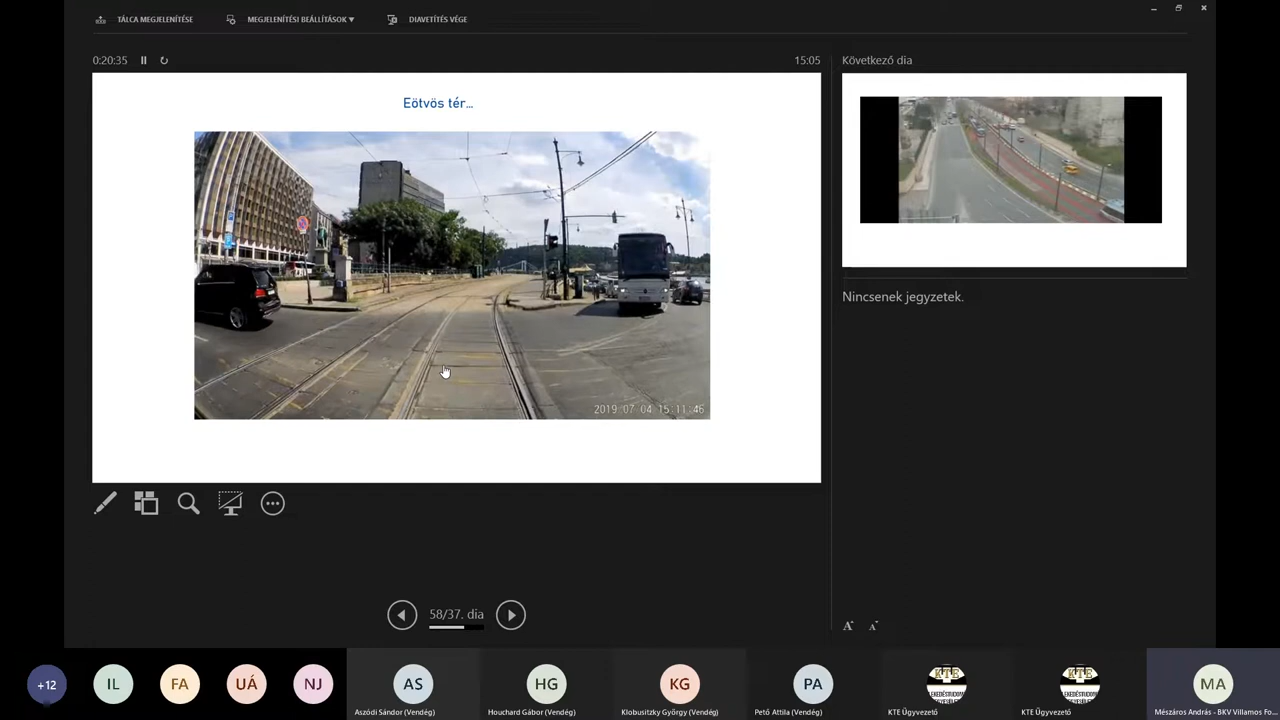 TÁLCA MEGJELENÍTÉSE
MEGJELENÍTÉSI BEÁLLÍTÁSOK ▼
DIAVETÍTÉS VÉGE
0:20:35
15:05
Következő dia
Eötvös tér...
2019 07 04 15:11:46
Nincsenek jegyzetek.
58/37. dia
A A
+12
IL
FA
UÁ
NJ
AS
HG
KG
PA
KTE
KTE
MA
Aszódi Sándor (Vendég)
Houchard Gábor (Vendég)
Klobusitzky György (Vendég)
Pető Attila (Vendég)
KTE Ügyvezető
KTE Ügyvezető
Mészáros András - BKV Villamos Fo...